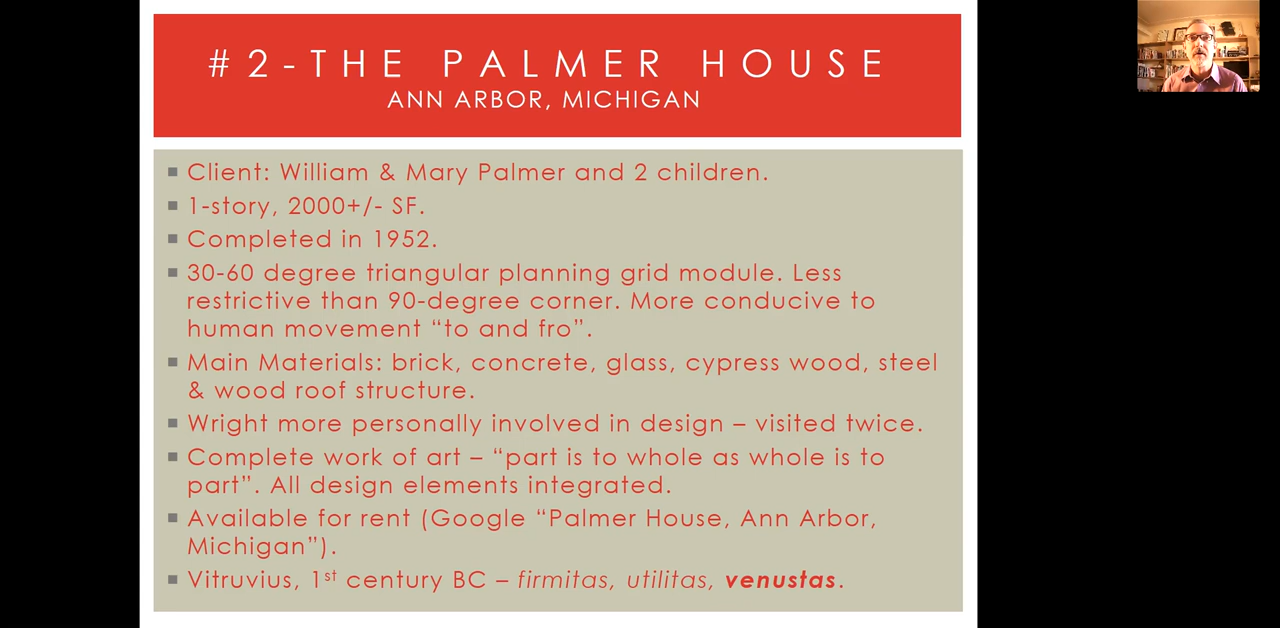 #2-THE PALMER HOUSE
ANN ARBOR, MICHIGAN
▪ Client: William & Mary Palmer and 2 children.
▪ 1-story, 2000+/- SF.
▪ Completed in 1952.
▪ 30-60 degree triangular planning grid module. Less
restrictive than 90-degree corner. More conducive to
human movement “to and fro”.
▪ Main Materials: brick, concrete, glass, cypress wood, steel
& wood roof structure.
▪ Wright more personally involved in design – visited twice.
▪ Complete work of art – “part is to whole as whole is to
part”. All design elements integrated.
▪ Available for rent (Google “Palmer House, Ann Arbor,
Michigan”).
▪ Vitruvius, 1st century BC – firmitas, utilitas, venustas.